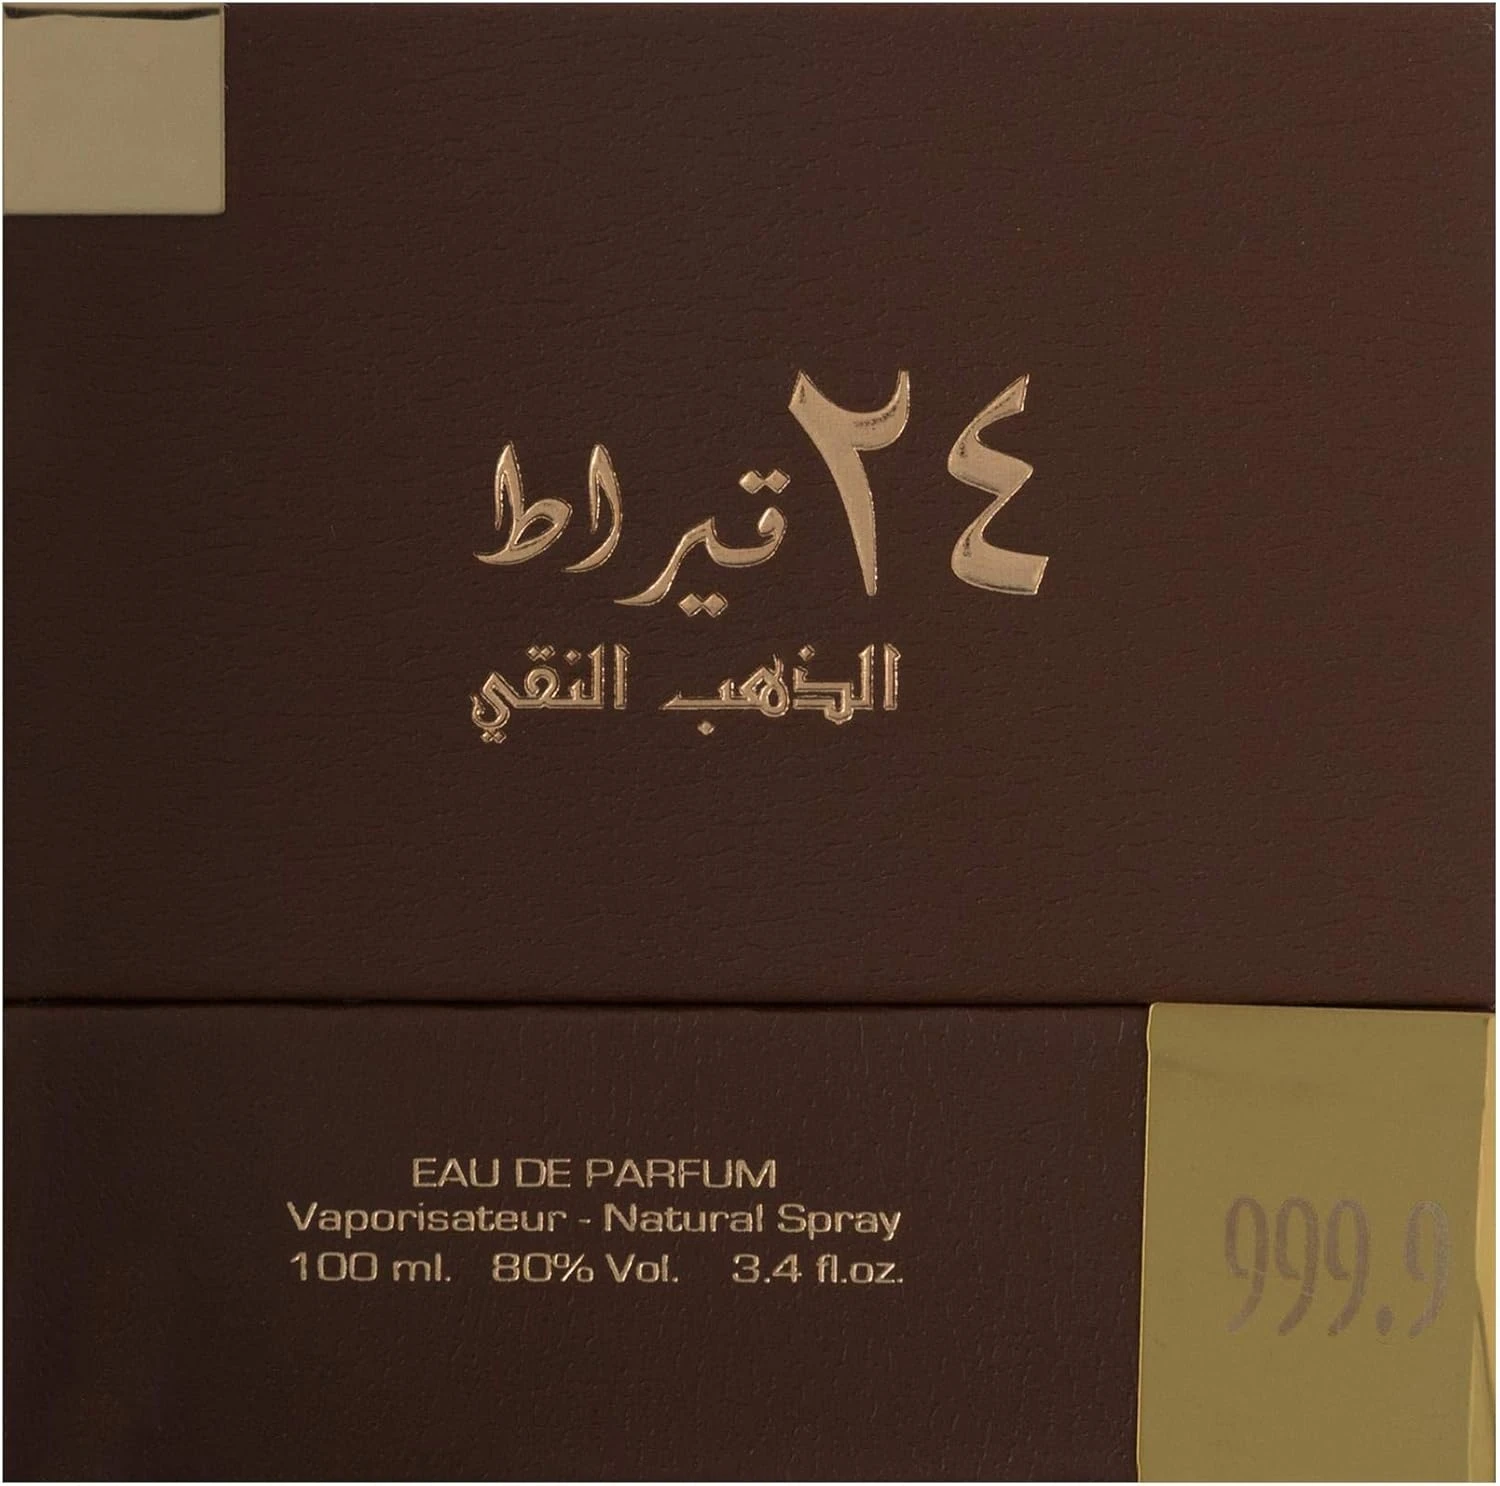 ٢٤ قيراط
الذهب النقي
EAU DE PARFUM
Vaporisateur - Natural Spray
100 ml. 80% Vol. 3.4 fl.oz.
999.9